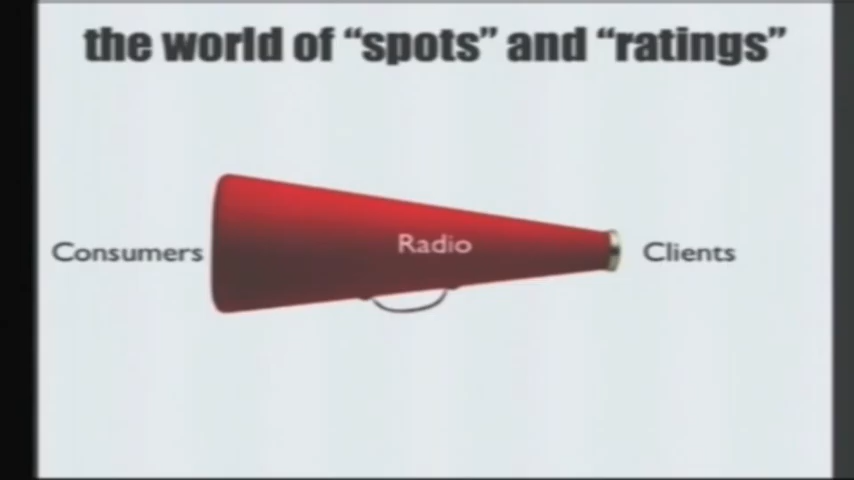 the world of “spots” and “ratings”
Consumers
Radio
Clients